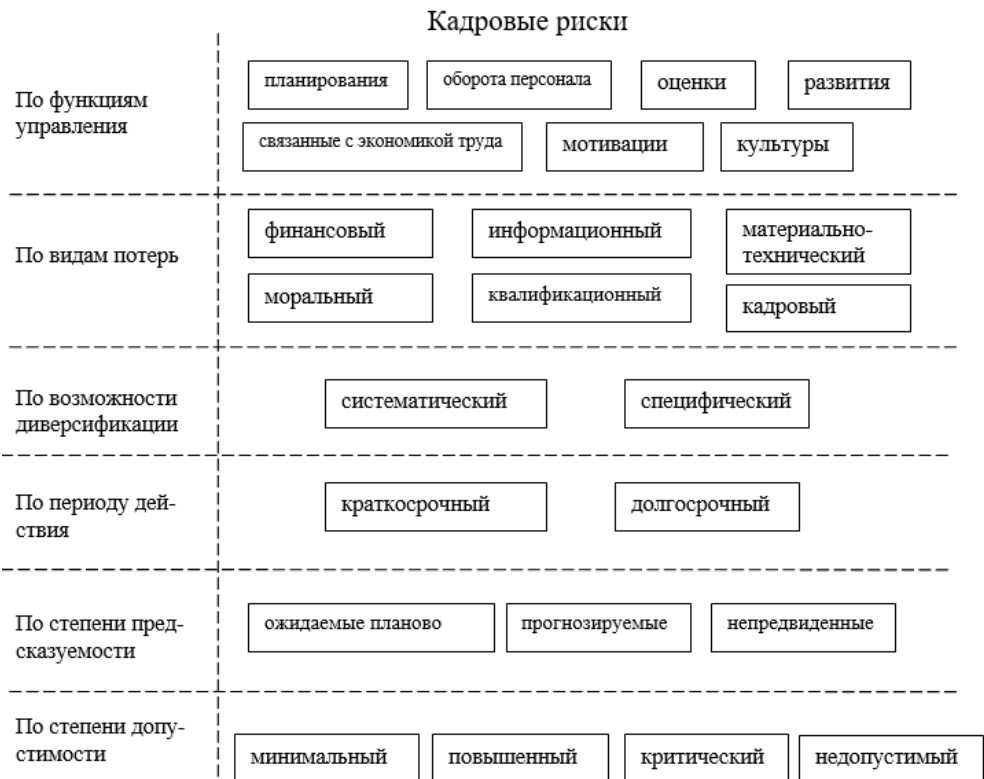 Кадровые риски
По функциям
управления
планирования
оборота персонала
оценки
развития
связанные с экономикой труда
мотивации
культуры
По видам потерь
финансовый
информационный
материально-
технический
моральный
квалификационный
кадровый
По возможности
диверсификации
систематический
специфический
По периоду дей-
ствия
краткосрочный
долгосрочный
По степени пред-
сказуемости
ожидаемые планово
прогнозируемые
непредвиденные
По степени допу-
стимости
минимальный
повышенный
критический
недопустимый